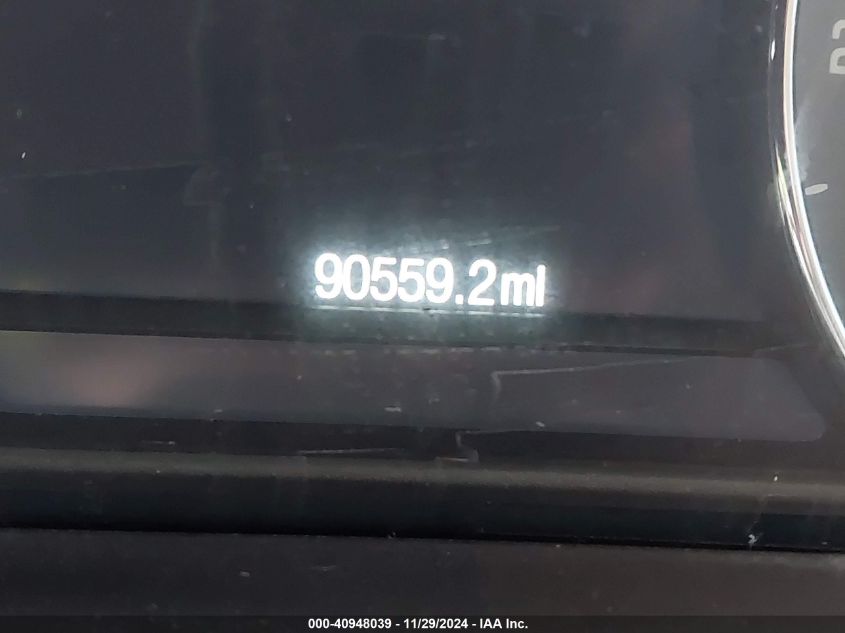 90559.2mi
000-40948039 — 11/29/2024 — IAA Inc.